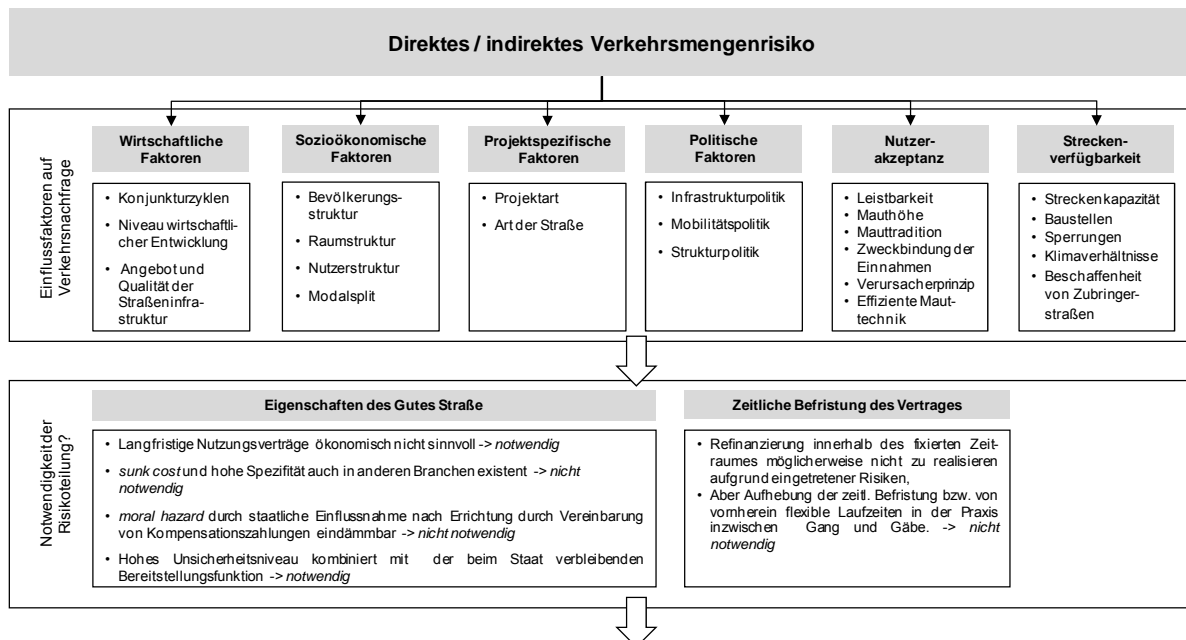 Direktes / indirektes Verkehrsmengenrisiko
Einflussfaktoren auf
Verkehrsnachfrage
Wirtschaftliche
Faktoren
• Konjunkturzyklen
• Niveau wirtschaft-
licher Entwicklung
• Angebot und
Qualität der
Straßeninfra-
struktur
Sozioökonomische
Faktoren
• Bevölkerungs-
struktur
• Raumstruktur
• Nutzerstruktur
• Modalsplit
Projektspezifische
Faktoren
• Projektart
• Art der Straße
Politische
Faktoren
• Infrastrukturpolitik
• Mobilitätspolitik
• Strukturpolitik
Nutzer-
akzeptanz
• Leistbarkeit
• Mauthöhe
• Mauttradition
• Zweckbindung der
Einnahmen
• Verursacherprinzip
• Effiziente Maut-
technik
Strecken-
verfügbarkeit
• Streckenkapazität
• Baustellen
• Sperrungen
• Klimaverhältnisse
• Beschaffenheit
von Zubringer-
straßen
Notwendigkeit der
Risikoteilung?
Eigenschaften des Gutes Straße
• Langfristige Nutzungsverträge ökonomisch nicht sinnvoll -> notwendig
• sunk cost und hohe Spezifität auch in anderen Branchen existent -> nicht
notwendig
• moral hazard durch staatliche Einflussnahme nach Errichtung durch Vereinbarung
von Kompensationszahlungen eindämmbar -> nicht notwendig
• Hohes Unsicherheitsniveau kombiniert mit der beim Staat verbleibenden
Bereitstellungsfunktion -> notwendig
Zeitliche Befristung des Vertrages
• Refinanzierung innerhalb des fixierten Zeit-
raumes möglicherweise nicht zu realisieren
aufgrund eingetretener Risiken,
• Aber Aufhebung der zeitl. Befristung bzw. von
vornherein flexible Laufzeiten in der Praxis
inzwischen Gang und Gäbe. -> nicht
notwendig